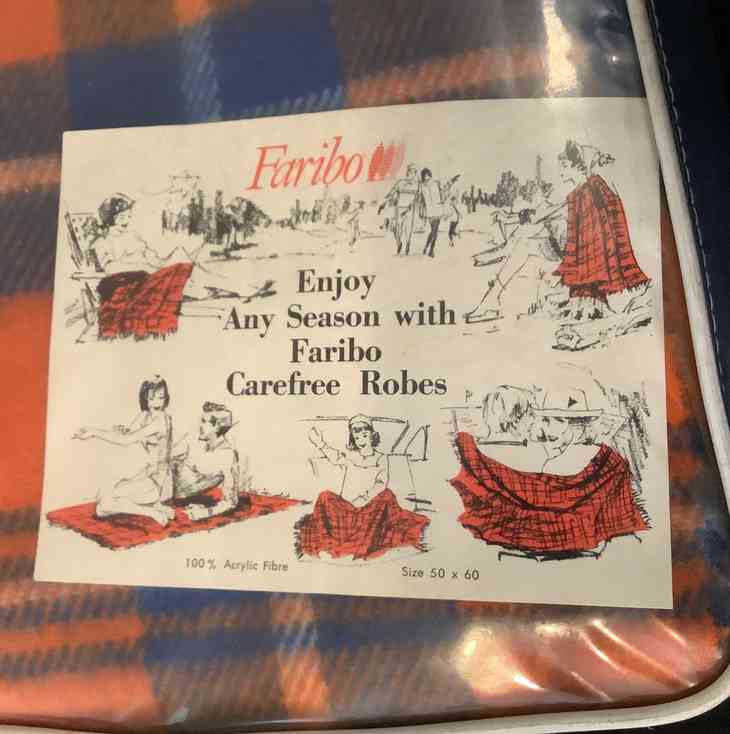 Faribo
Enjoy
Any Season with
Faribo
Carefree Robes
100% Acrylic Fibre
Size 50 x 60